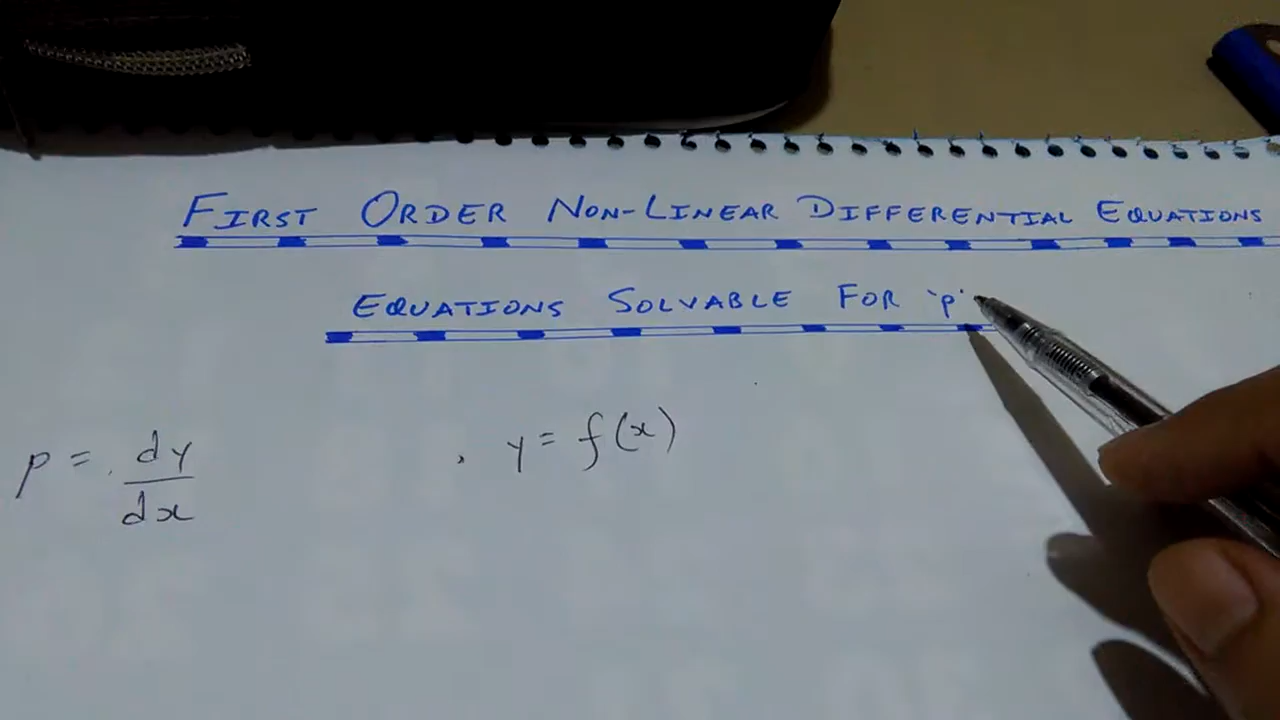 FIRST ORDER NON-LINEAR DIFFERENTIAL EQUATIONS
EQUATIONS SOLVABLE FOR 'p'
p = dy/dx , y = f(x)